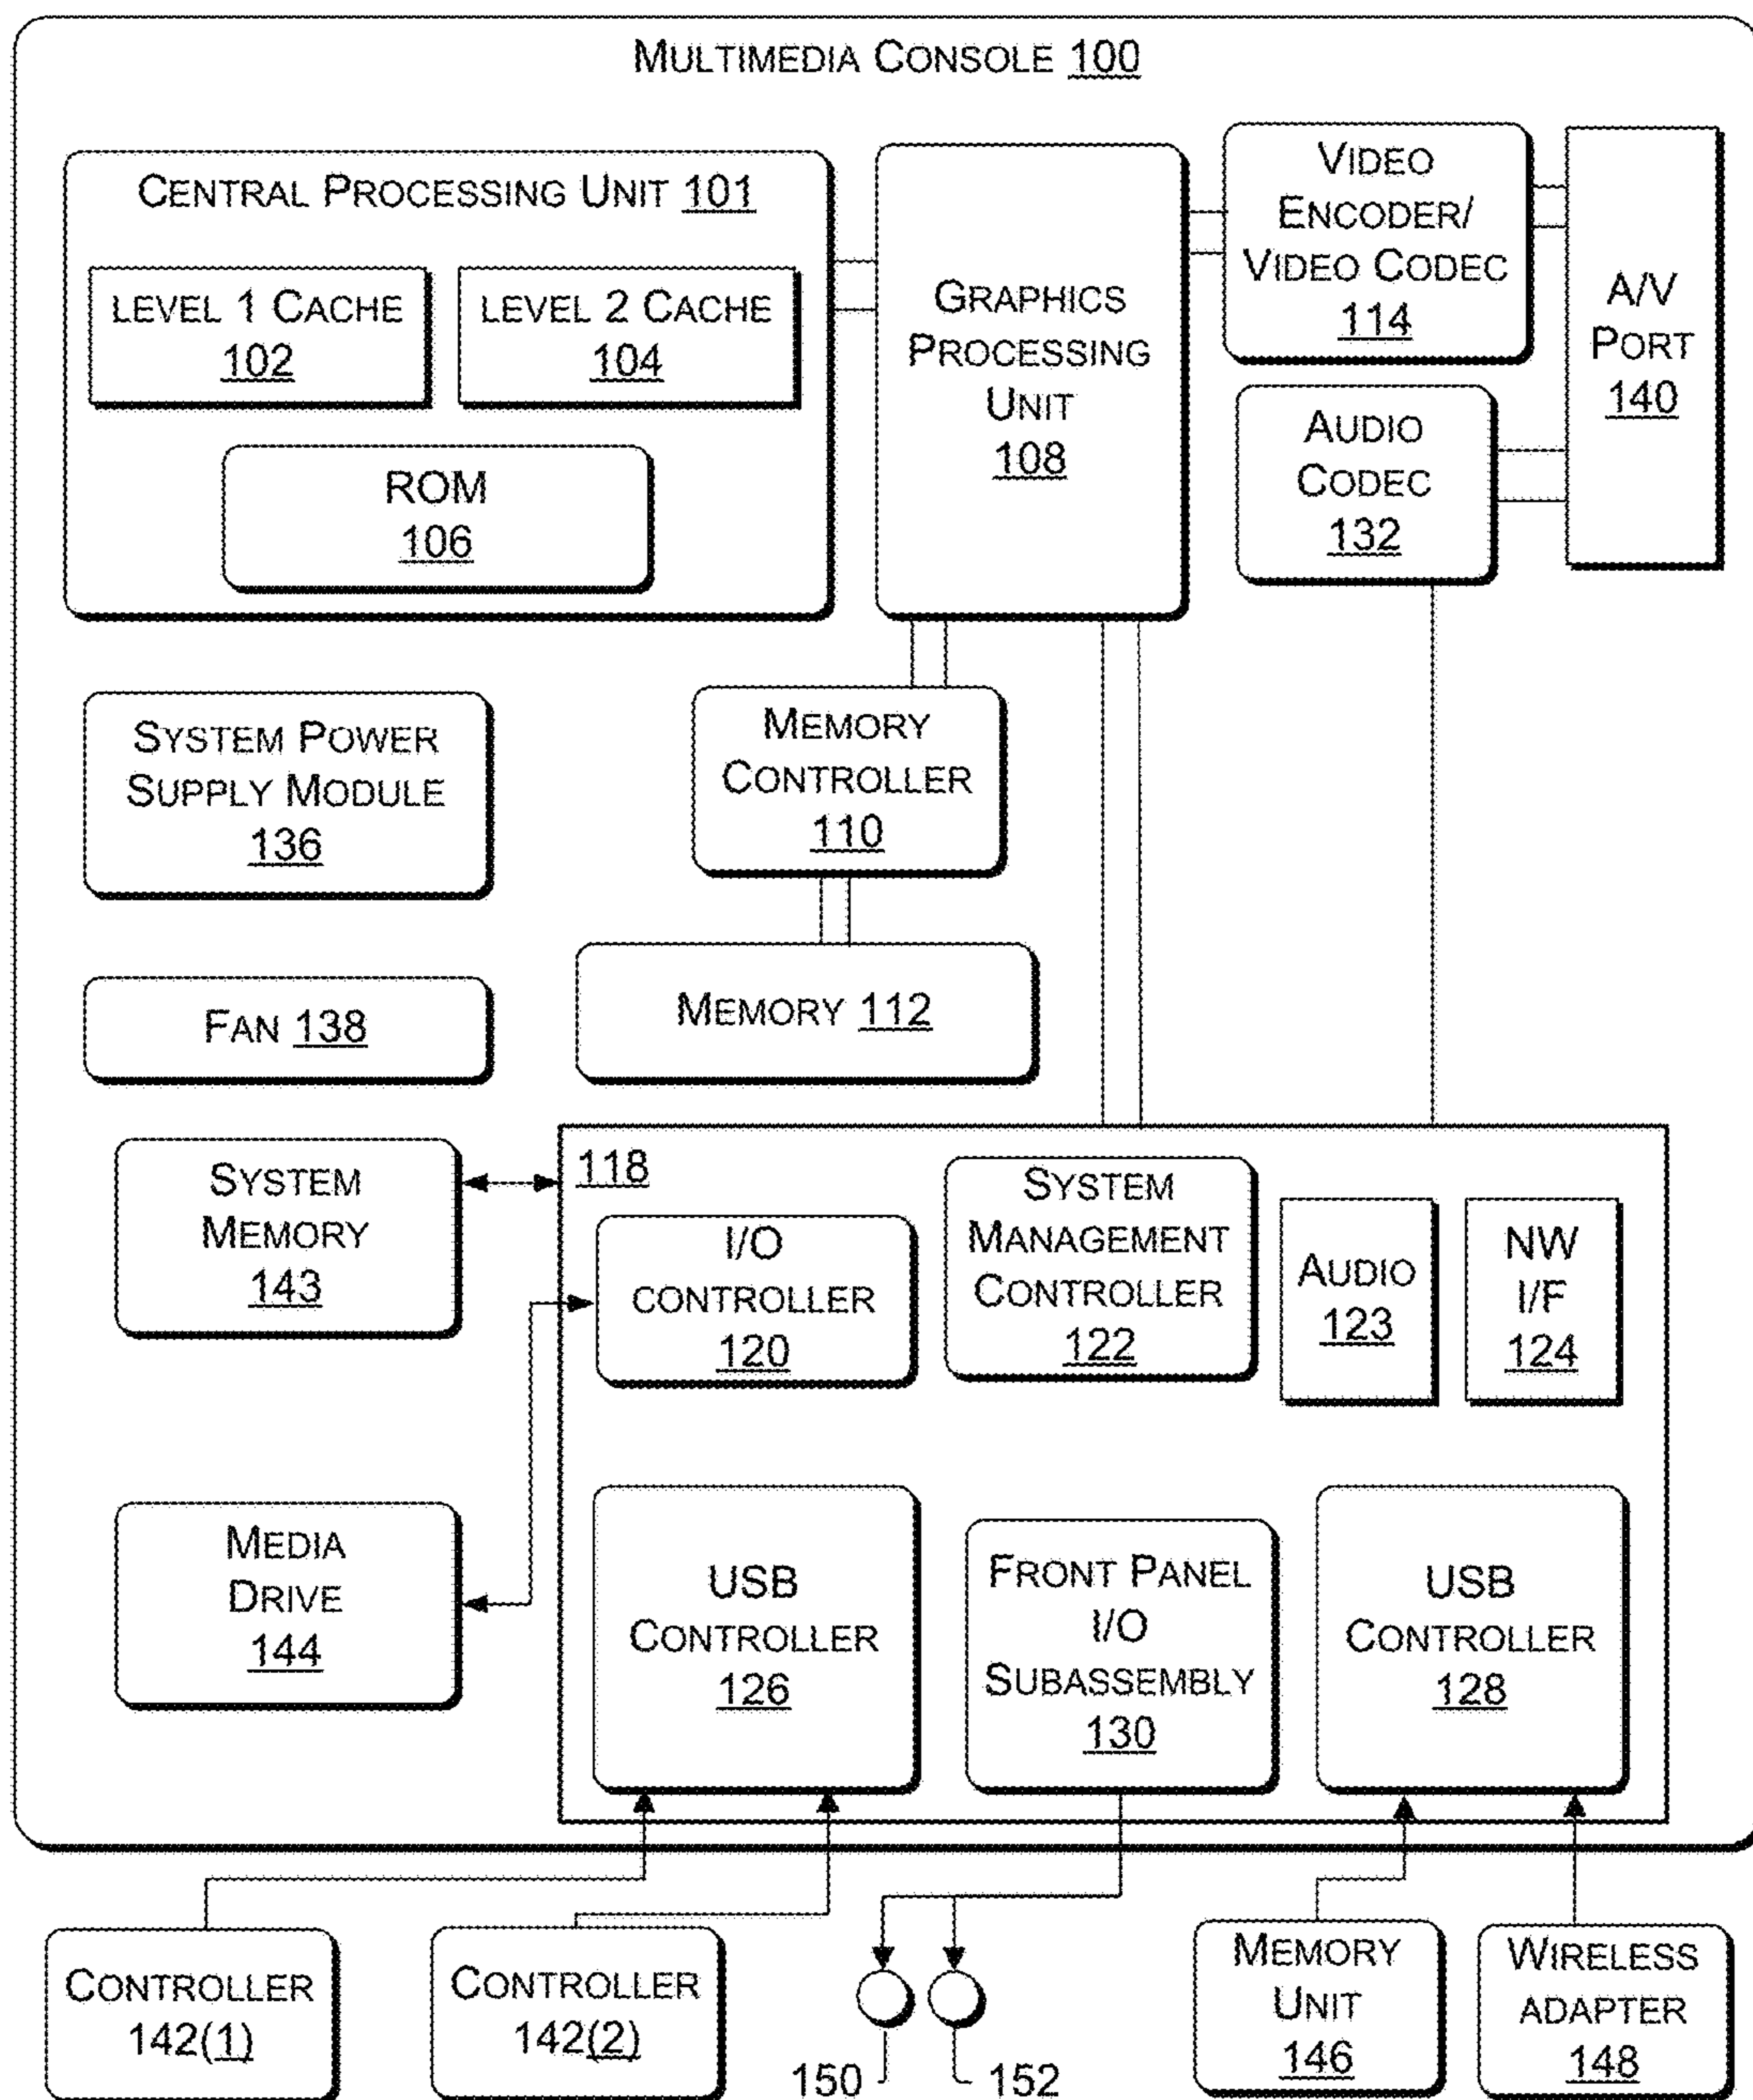 MULTIMEDIA CONSOLE 100
CENTRAL PROCESSING UNIT 101
LEVEL 1 CACHE
102
LEVEL 2 CACHE
104
ROM
106
GRAPHICS
PROCESSING
UNIT
108
VIDEO
ENCODER/
VIDEO CODEC
114
A/V
PORT
140
AUDIO
CODEC
132
SYSTEM POWER
SUPPLY MODULE
136
MEMORY
CONTROLLER
110
FAN 138
MEMORY 112
SYSTEM
MEMORY
143
118
I/O
CONTROLLER
120
SYSTEM
MANAGEMENT
CONTROLLER
122
AUDIO
123
NW
I/F
124
MEDIA
DRIVE
144
USB
CONTROLLER
126
FRONT PANEL
I/O
SUBASSEMBLY
130
USB
CONTROLLER
128
CONTROLLER
142(1)
CONTROLLER
142(2)
150
152
MEMORY
UNIT
146
WIRELESS
ADAPTER
148